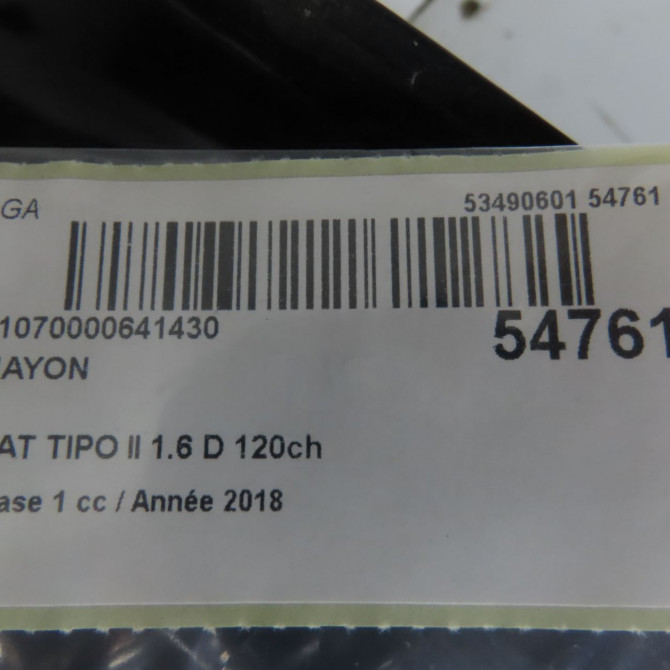 GA
53490601 54761
1070000641430
54761
AYON
AT TIPO II 1.6 D 120ch
ase 1 cc / Année 2018